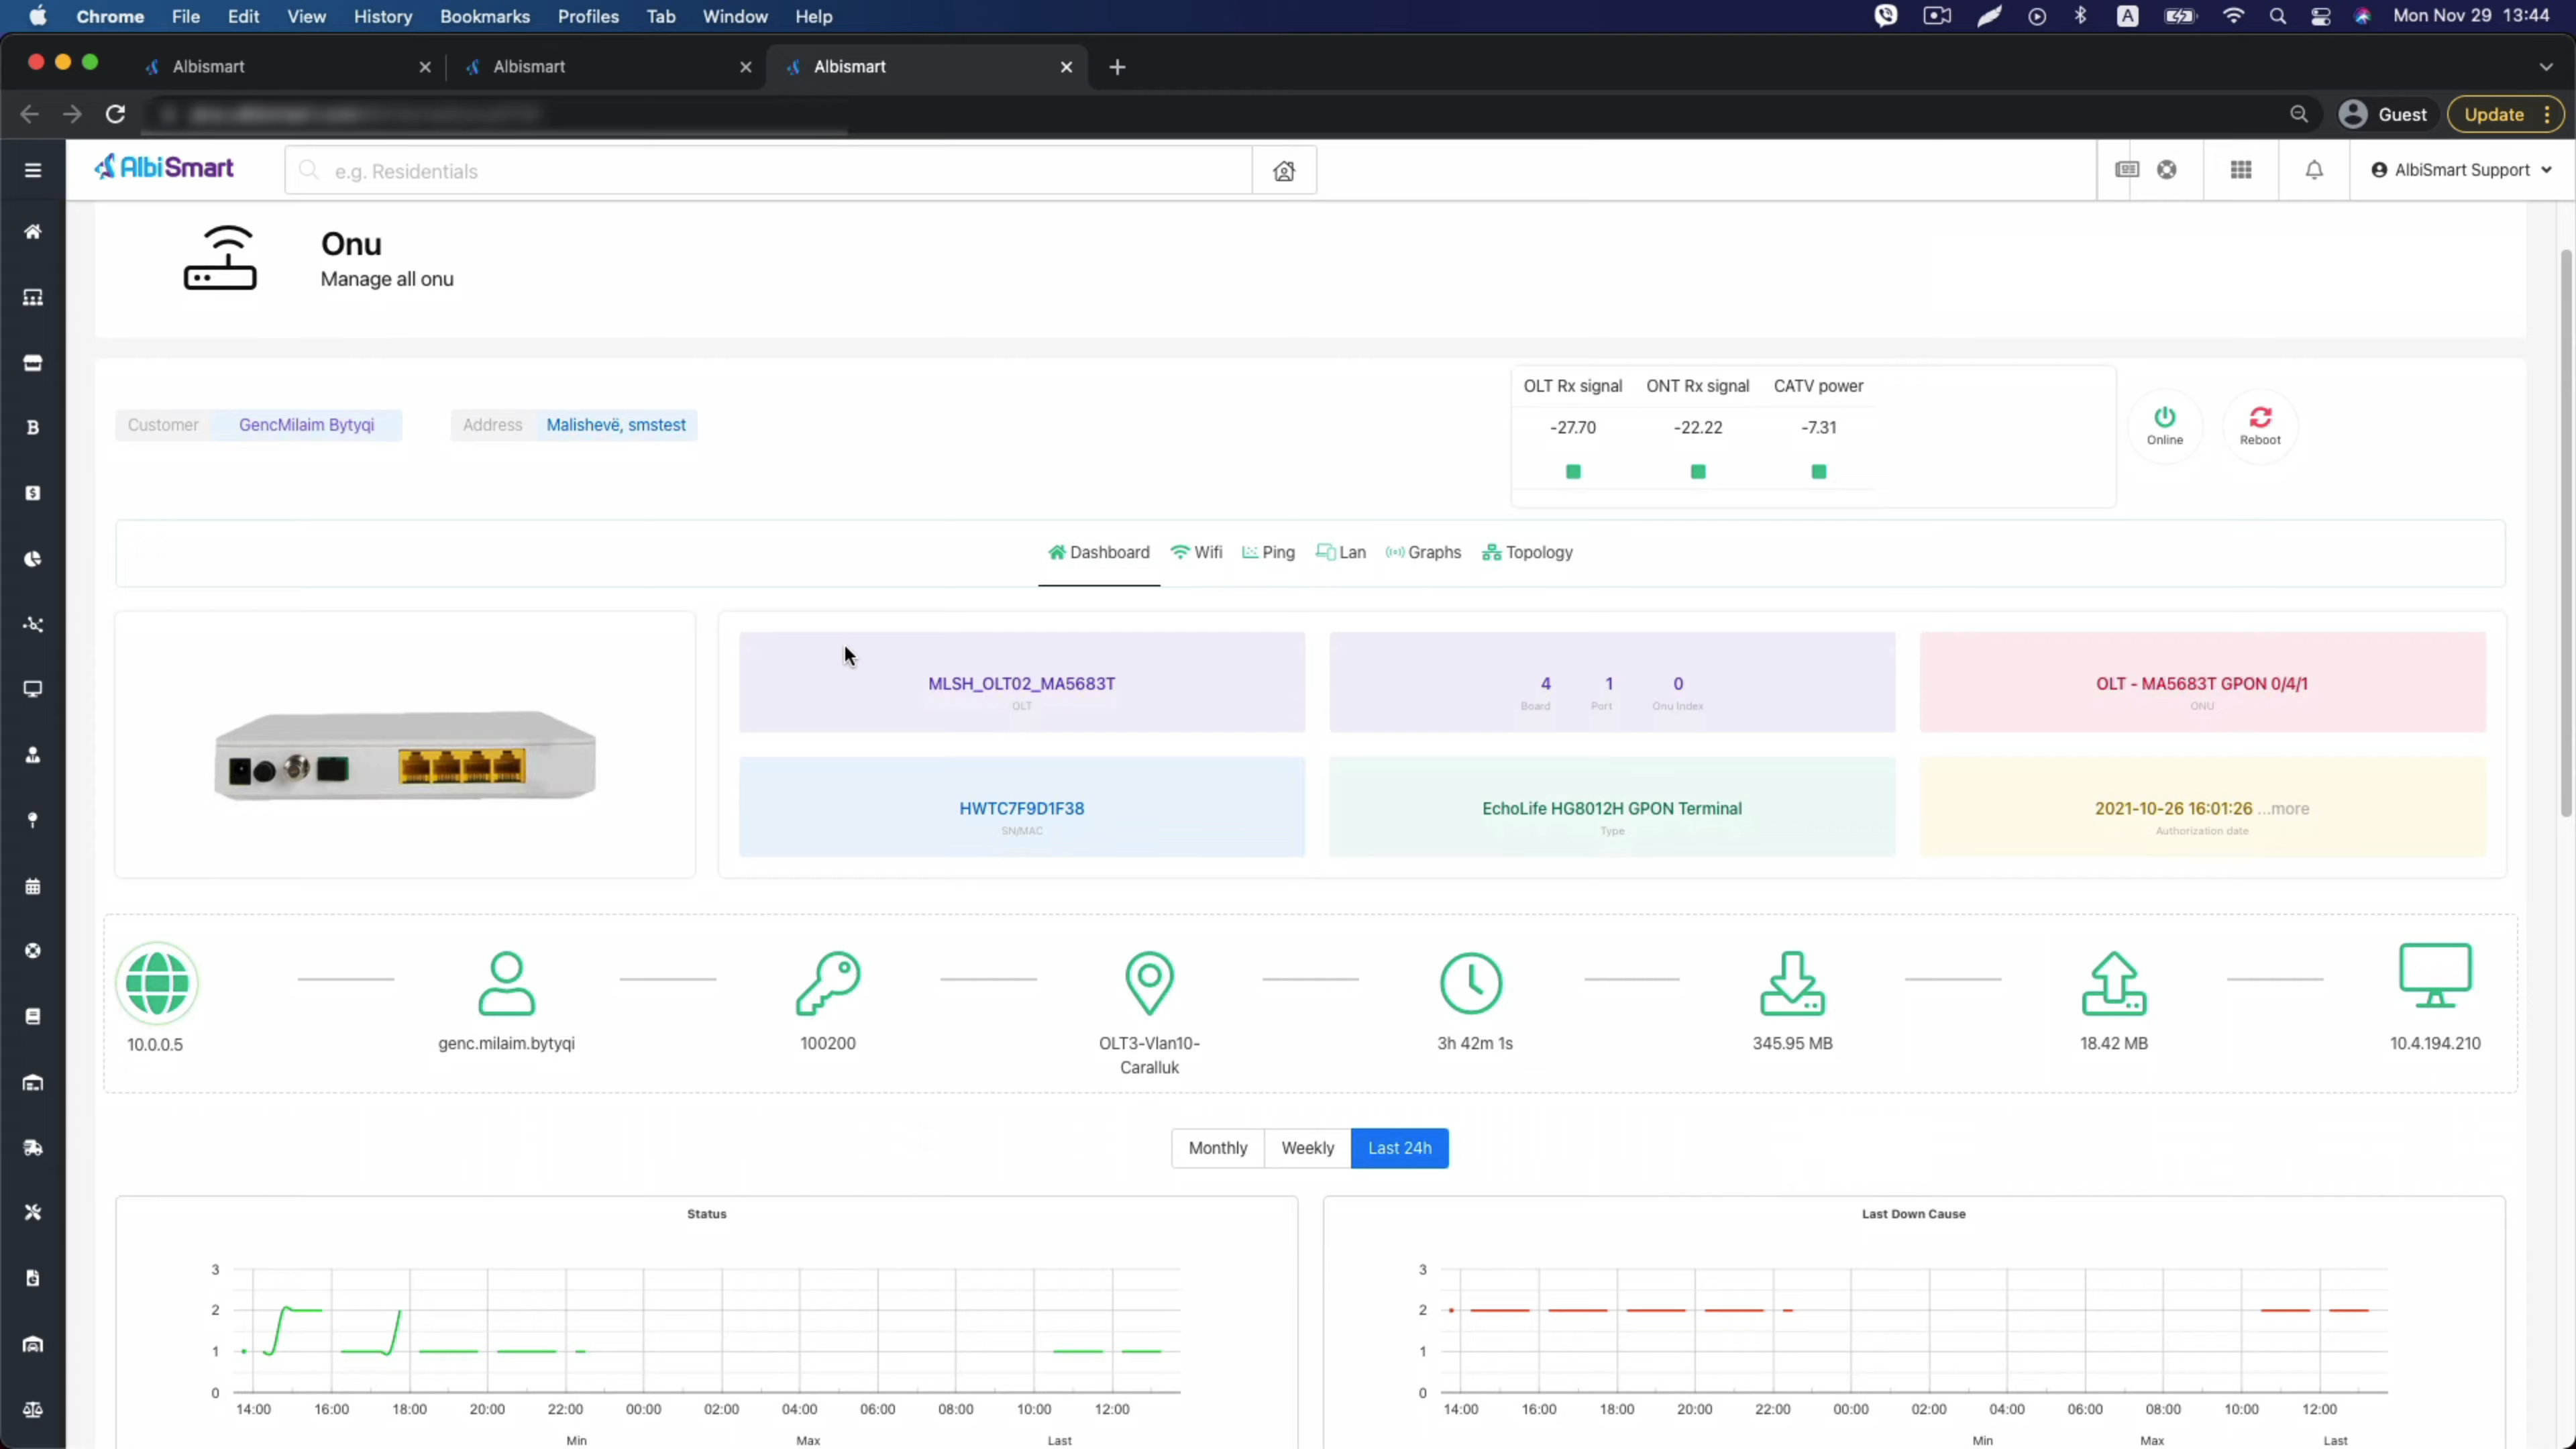 Chrome File Edit View History Bookmarks Profiles Tab Window Help A Mon Nov 29 13:44
Albismart Albismart Albismart
Guest Update
AlbiSmart e.g. Residentials AlbiSmart Support
Onu
Manage all onu
OLT Rx signal ONT Rx signal CATV power
Customer GencMilaim Bytyqi Address Malishevë, smstest
-27.70 -22.22 -7.31
Online Reboot
Dashboard Wifi Ping Lan Graphs Topology
MLSH_OLT02_MA5683T
OLT
4 1 0
Board Port Onu Index
OLT - MA5683T GPON 0/4/1
ONU
HWTC7F9D1F38
SN/MAC
EchoLife HG8012H GPON Terminal
Type
2021-10-26 16:01:26 ...more
Authorization date
10.0.0.5 genc.milaim.bytyqi 100200 OLT3-Vlan10- 3h 42m 1s 345.95 MB 18.42 MB 10.4.194.210
Caralluk
Monthly Weekly Last 24h
Status
3
2
1
0
14:00 16:00 18:00 20:00 22:00 00:00 02:00 04:00 06:00 08:00 10:00 12:00
Min Max Last
Last Down Cause
3
2
1
0
14:00 16:00 18:00 20:00 22:00 00:00 02:00 04:00 06:00 08:00 10:00 12:00
Min Max Last